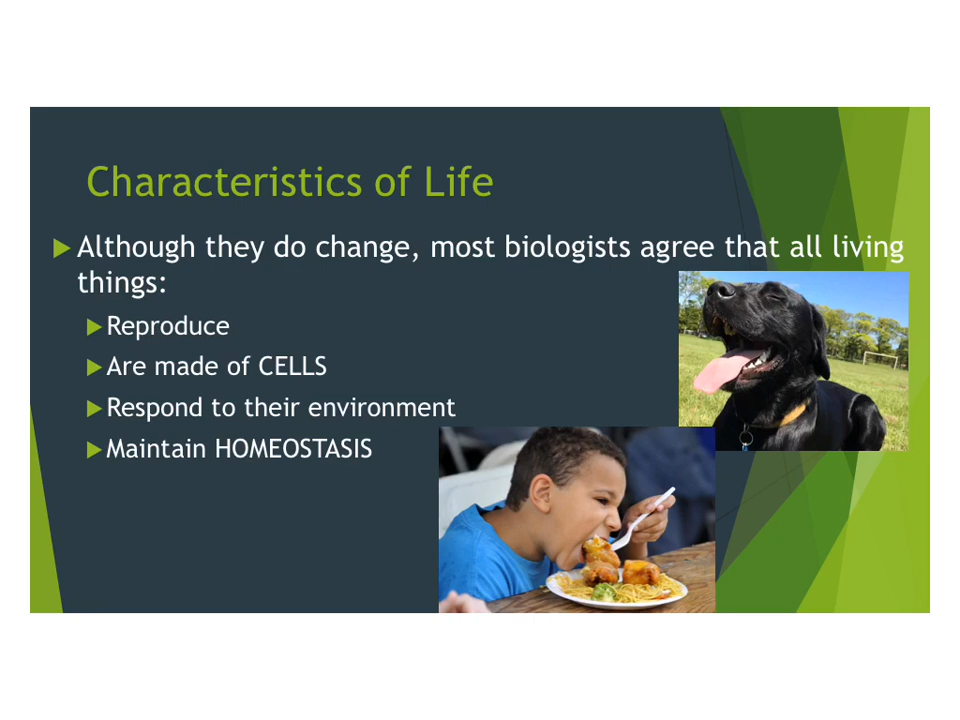 Characteristics of Life
Although they do change, most biologists agree that all living
things:
Reproduce
Are made of CELLS
Respond to their environment
Maintain HOMEOSTASIS